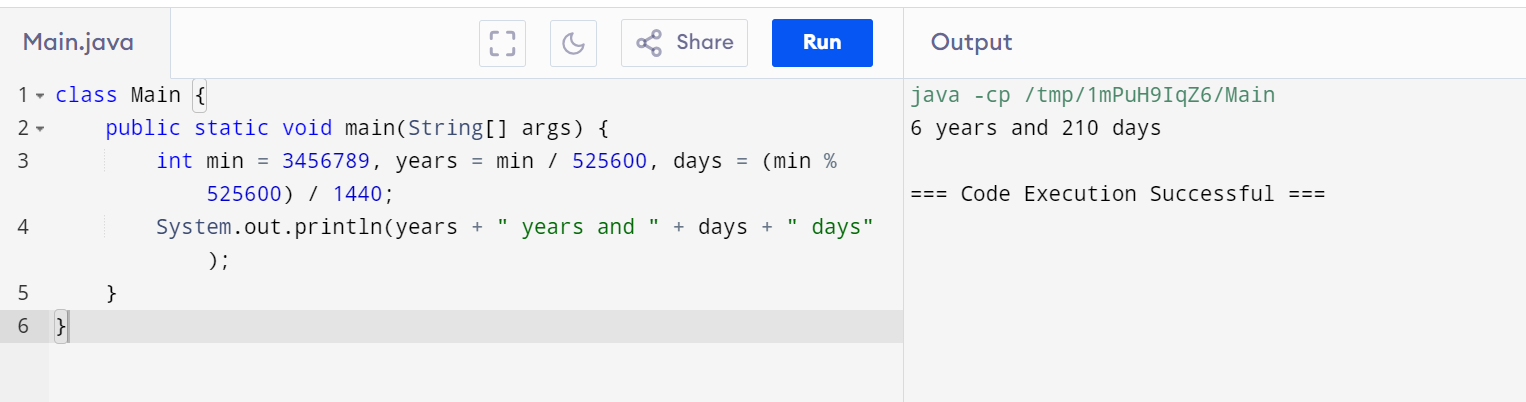 Main.java
Share
Run
Output
1 class Main {
2 public static void main(String[] args) {
3 int min = 3456789, years = min / 525600, days = (min %
525600) / 1440;
4 System.out.println(years + " years and " + days + " days"
);
5 }
6 }
java -cp /tmp/1mPuH9IqZ6/Main
6 years and 210 days
=== Code Execution Successful ===